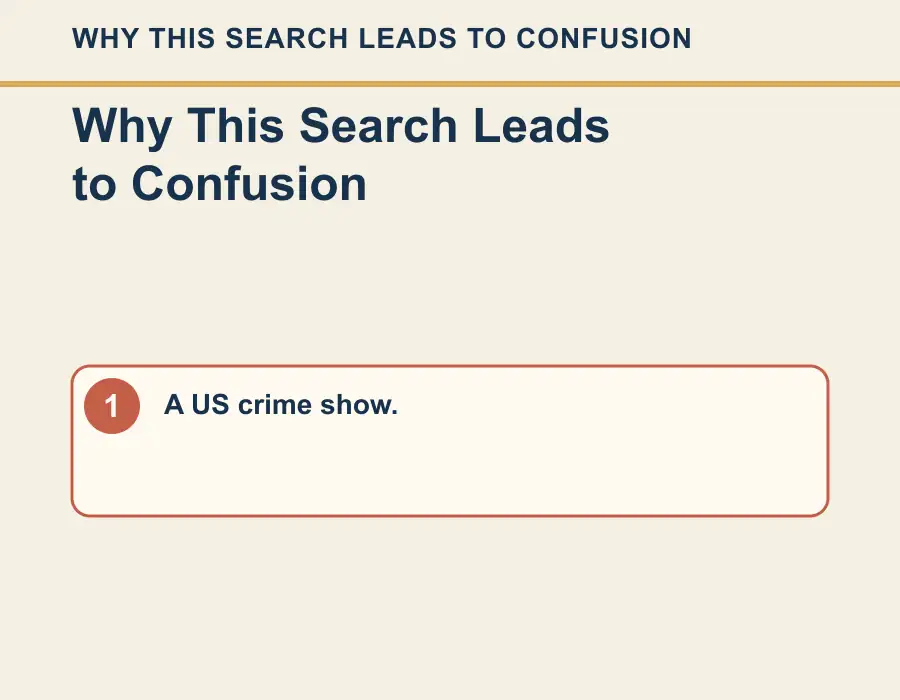 WHY THIS SEARCH LEADS TO CONFUSION
Why This Search Leads
to Confusion
1
A US crime show.